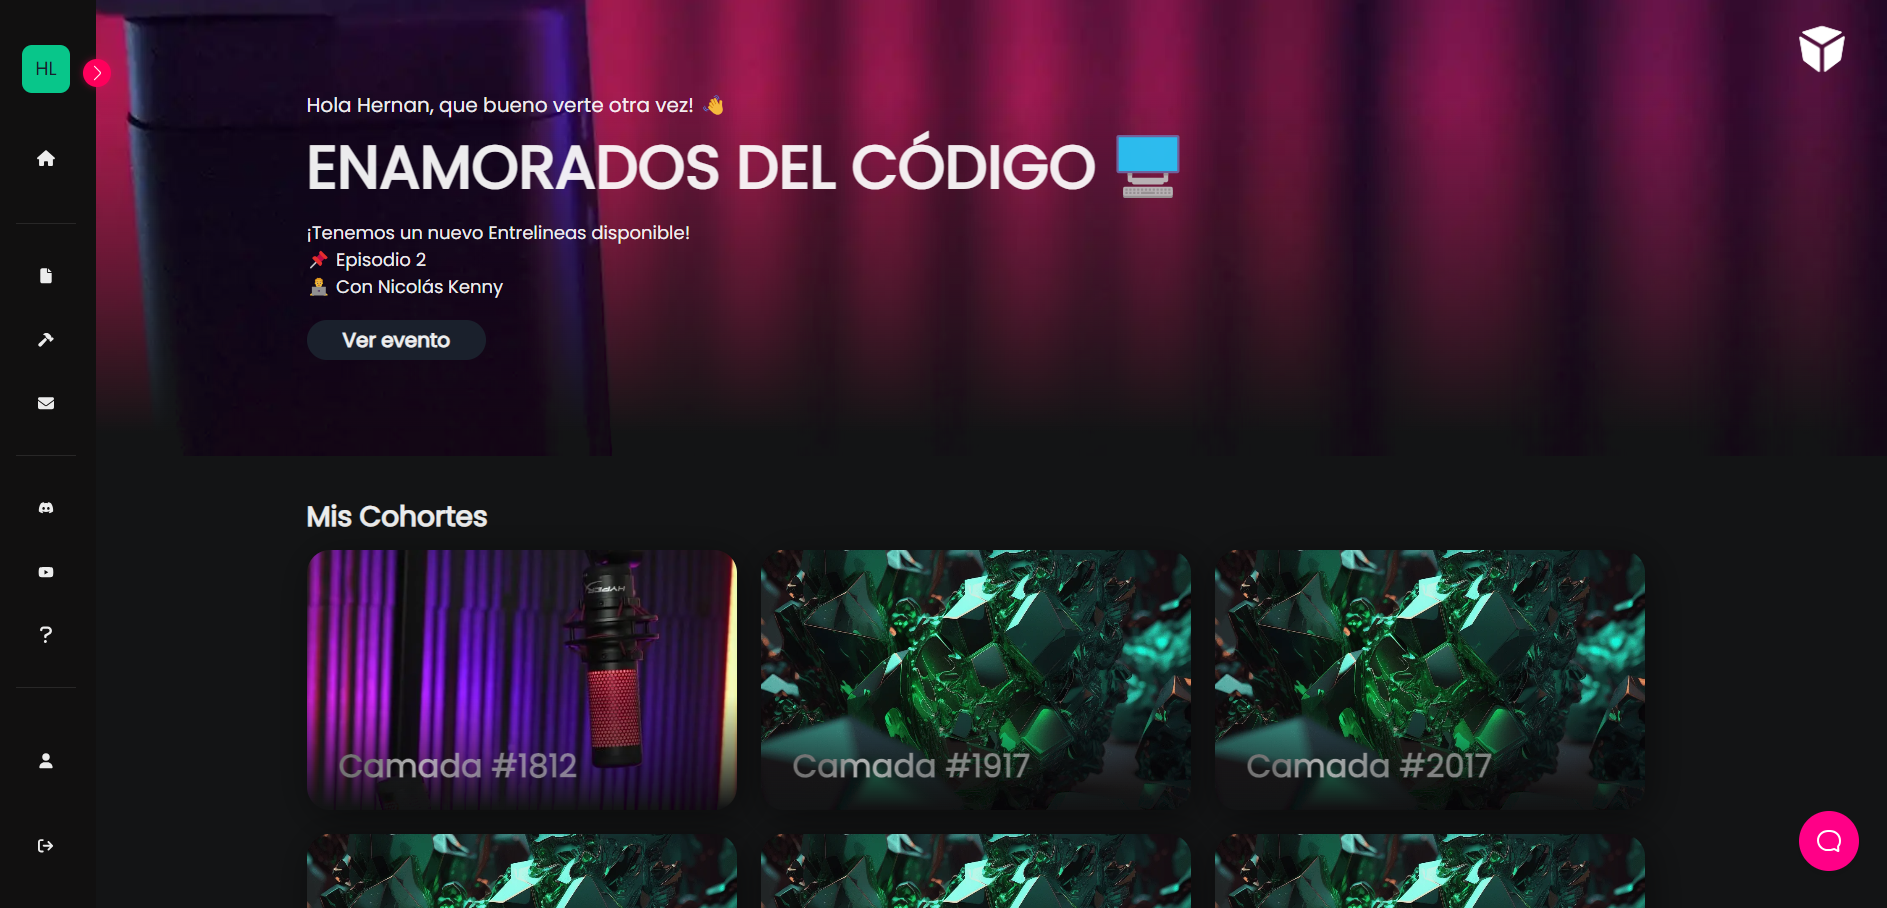 HL
Hola Hernan, que bueno verte otra vez! 👋
ENAMORADOS DEL CÓDIGO 🖥️
¡Tenemos un nuevo Entrelineas disponible!
📌 Episodio 2
👨‍💻 Con Nicolás Kenny
Ver evento
Mis Cohortes
HYPER
Camada #1812
Camada #1917
Camada #2017